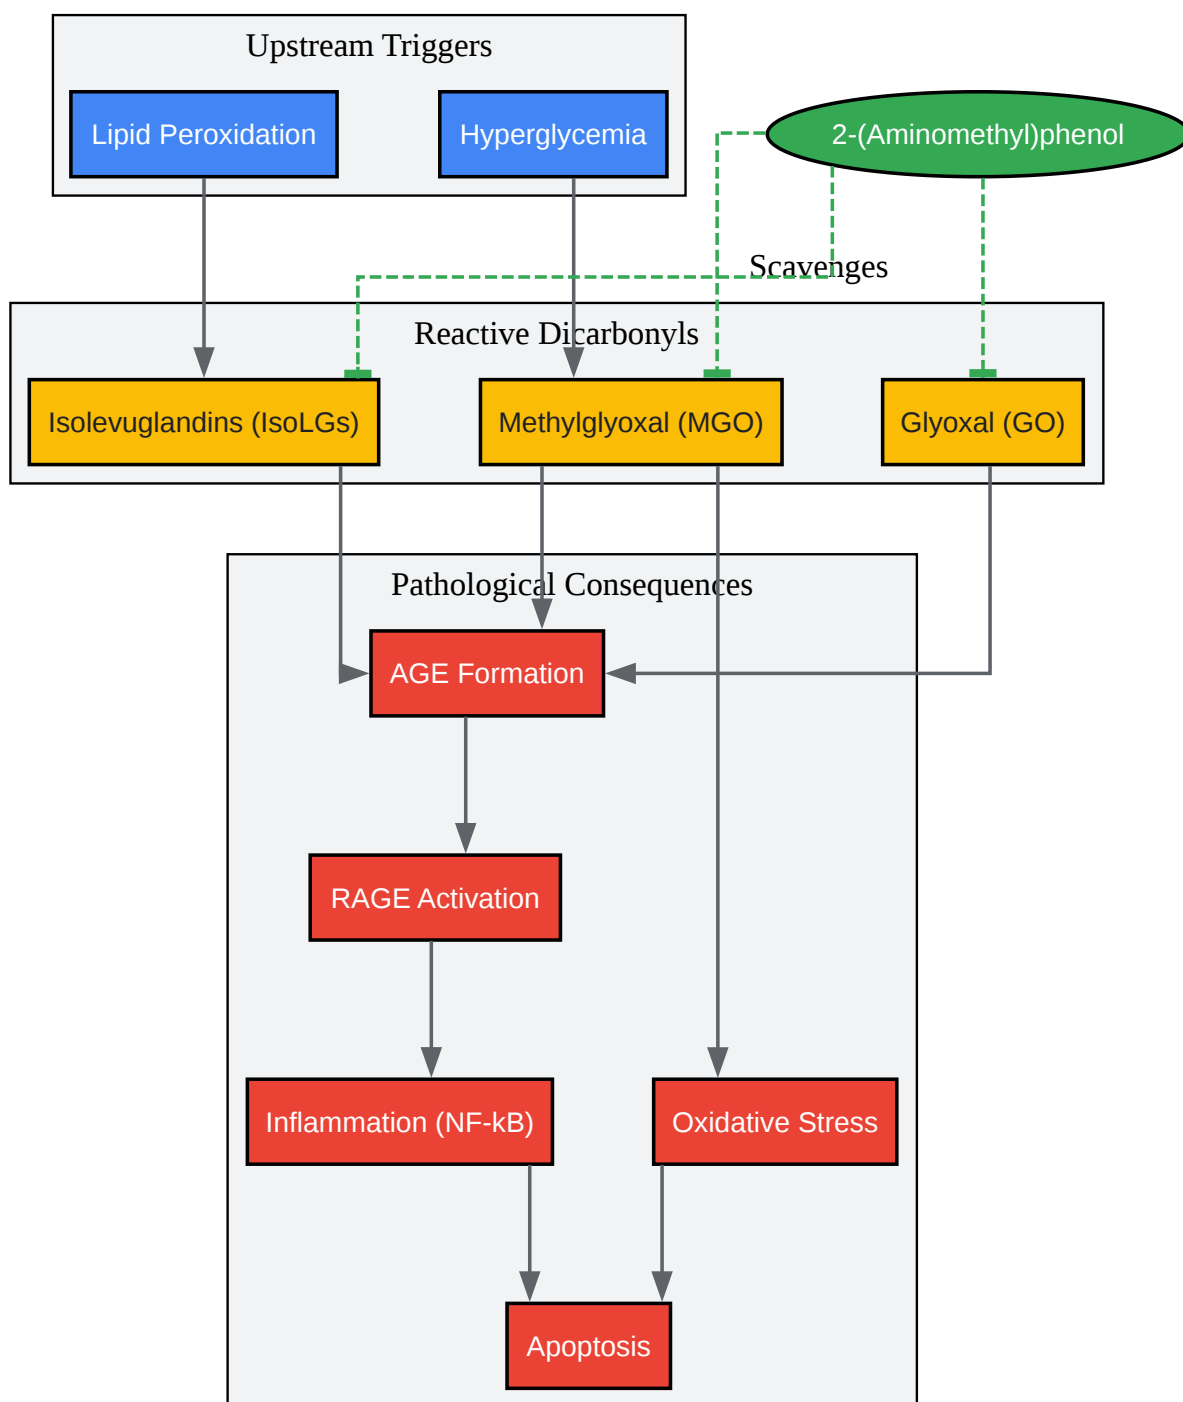 Upstream Triggers
Lipid Peroxidation
Hyperglycemia
2-(Aminomethyl)phenol
Scavenges
Reactive Dicarbonyls
Isolevuglandins (IsoLGs)
Methylglyoxal (MGO)
Glyoxal (GO)
Pathological Consequences
AGE Formation
RAGE Activation
Inflammation (NF-kB)
Oxidative Stress
Apoptosis